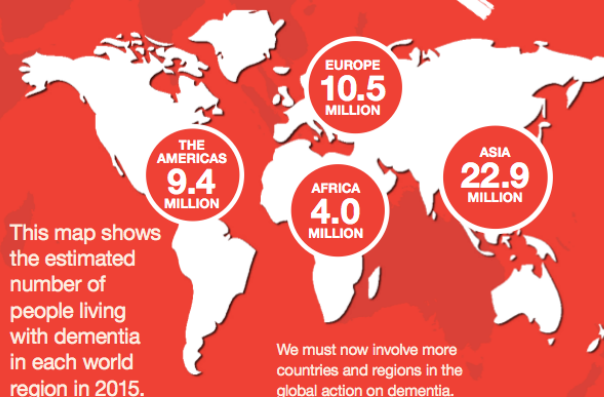 EUROPE
10.5
MILLION
THE
AMERICAS
9.4
MILLION
AFRICA
4.0
MILLION
ASIA
22.9
MILLION
This map shows
the estimated
number of
people living
with dementia
in each world
region in 2015.
We must now involve more
countries and regions in the
global action on dementia.